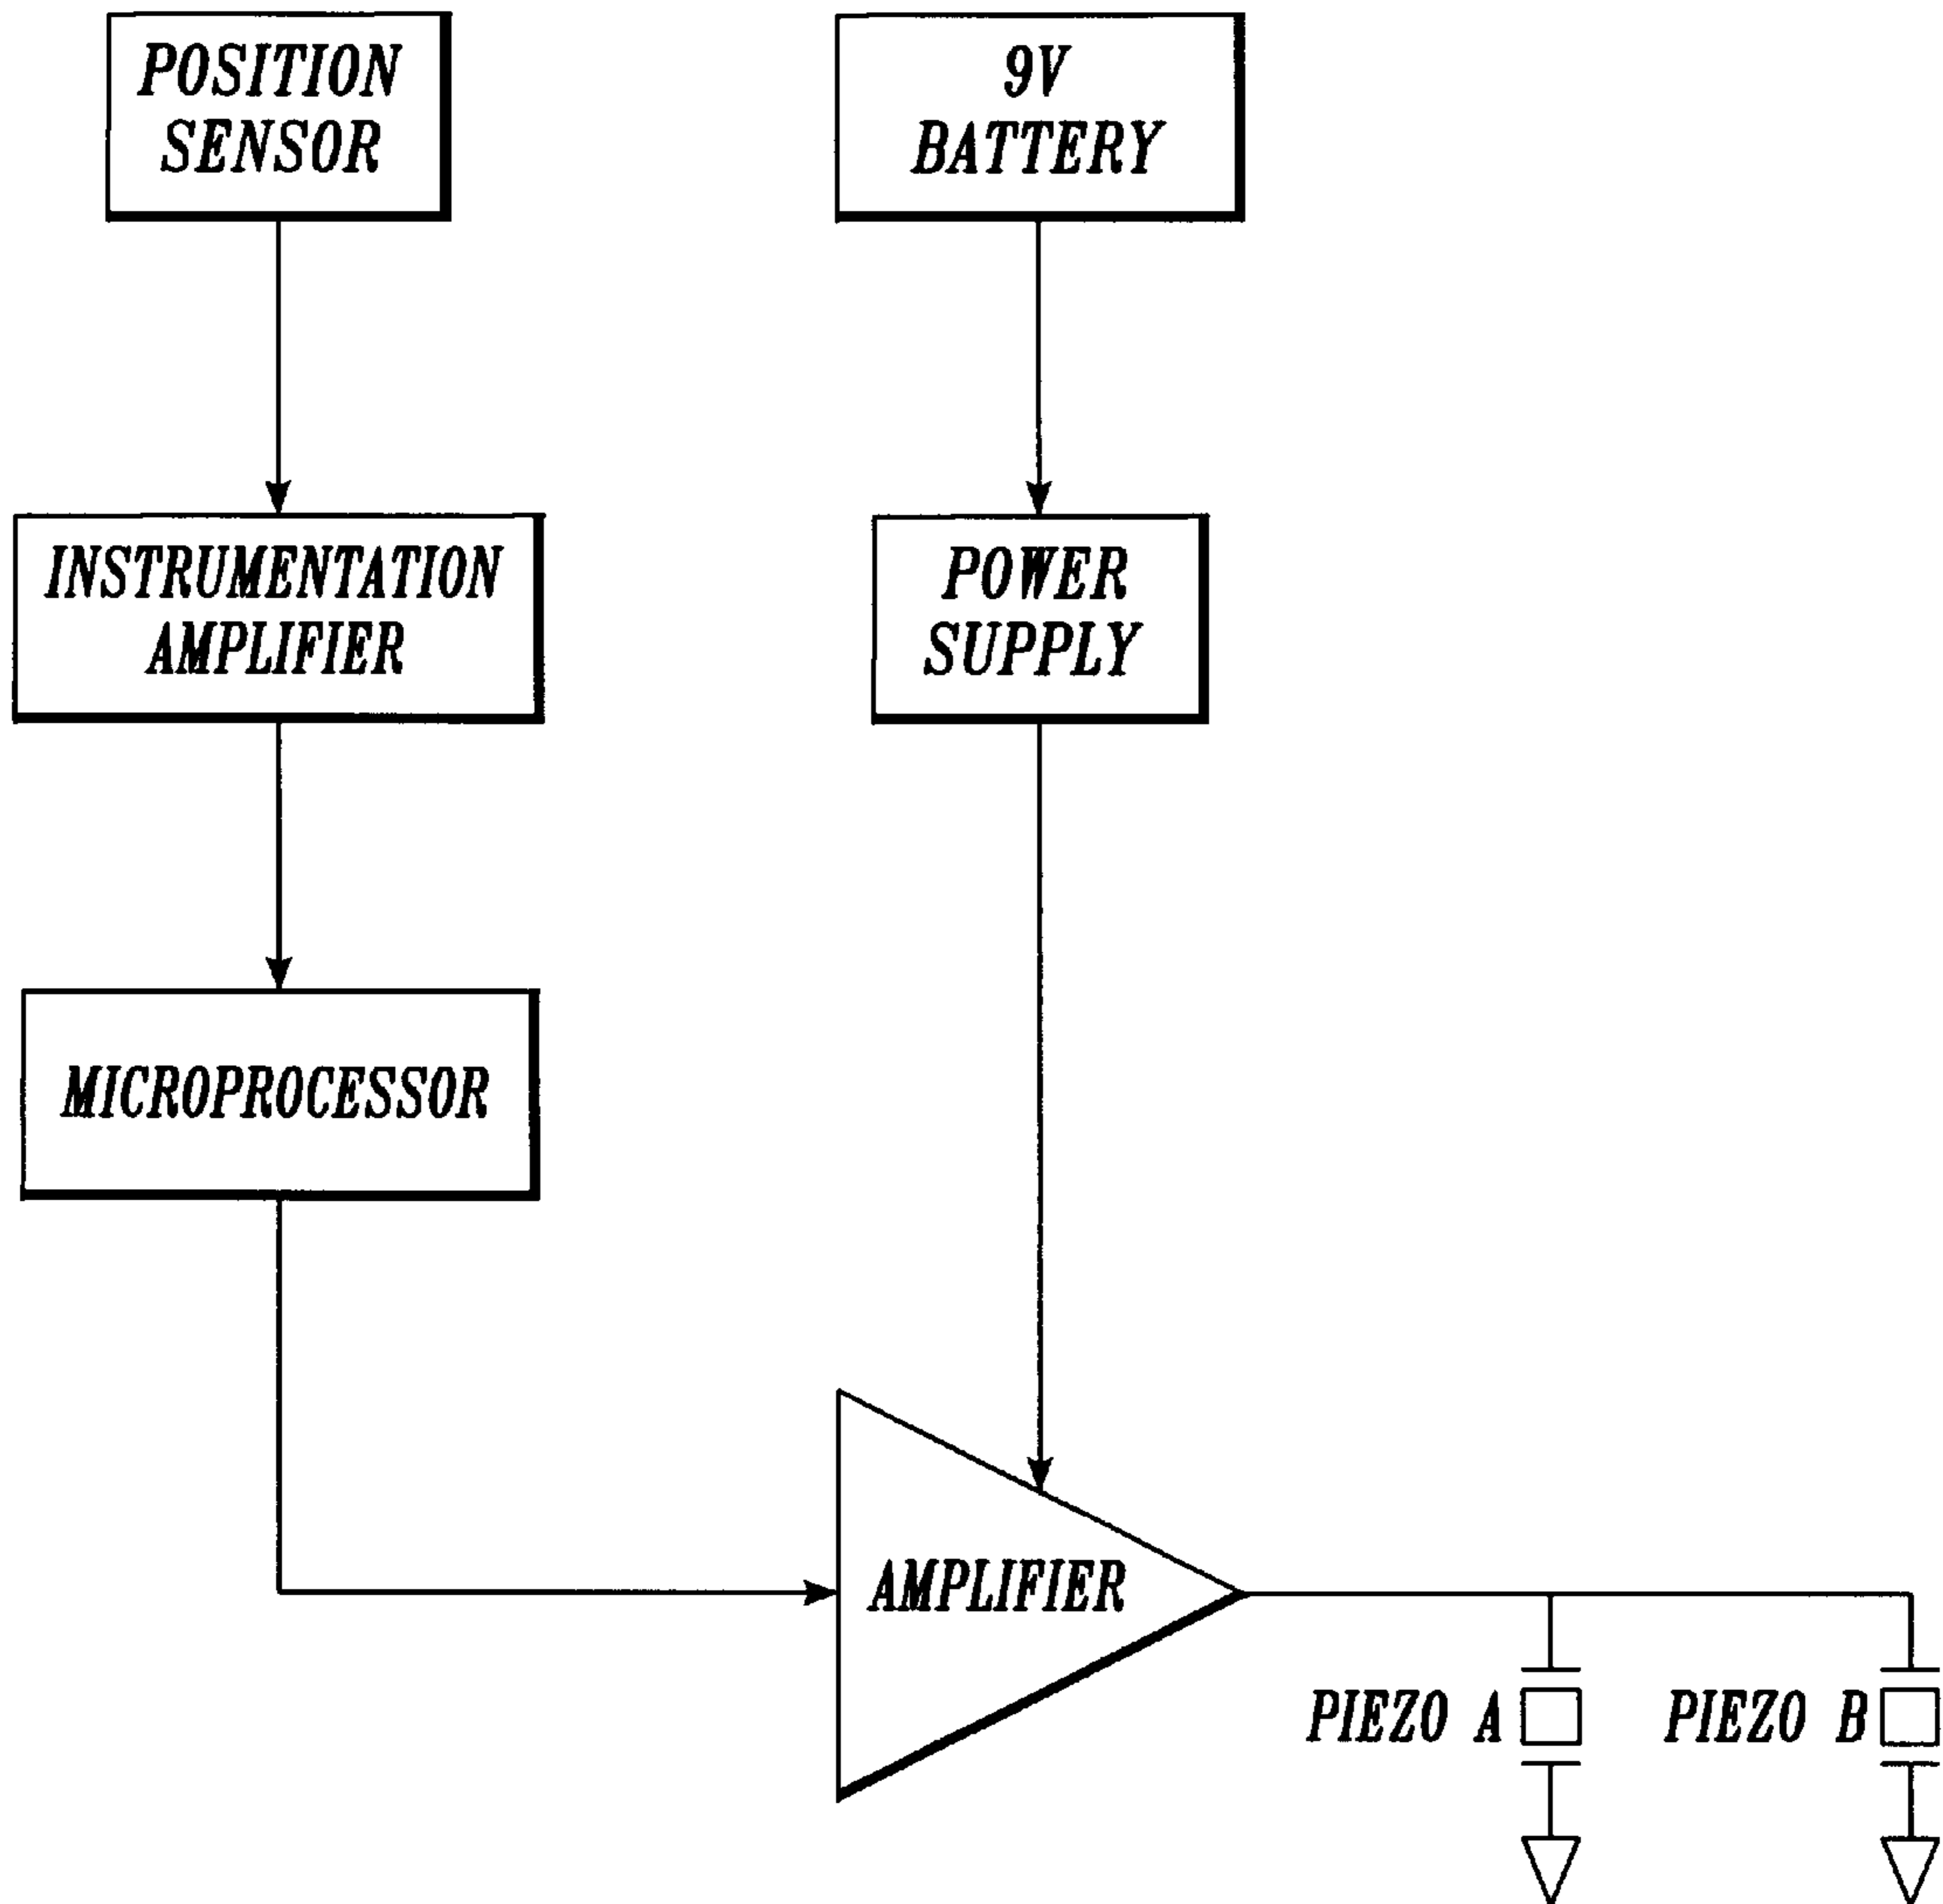 POSITION
SENSOR
9V
BATTERY
INSTRUMENTATION
AMPLIFIER
POWER
SUPPLY
MICROPROCESSOR
AMPLIFIER
PIEZO A
PIEZO B